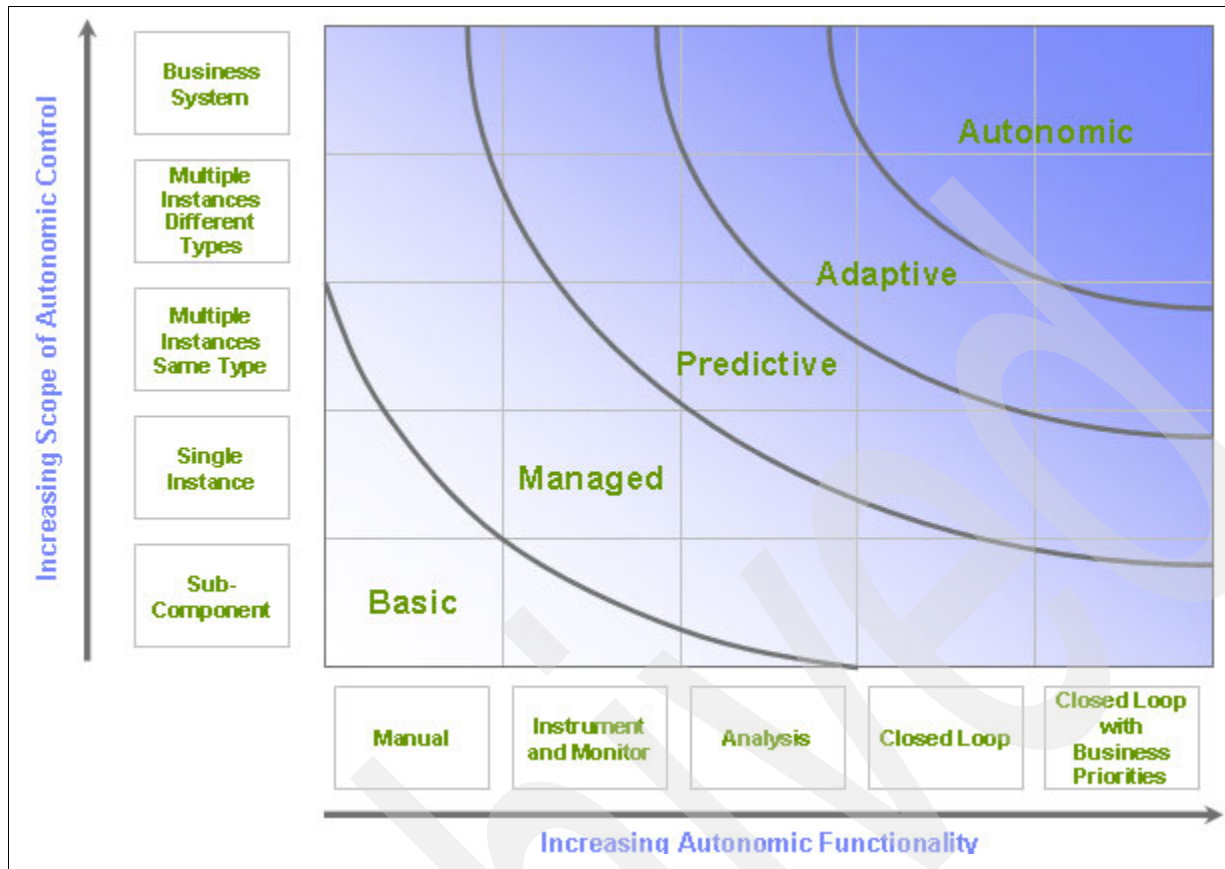 Increasing Scope of Autonomic Control
Business
System
Multiple
Instances
Different
Types
Multiple
Instances
Same Type
Single
Instance
Sub-
Component
Autonomic
Adaptive
Predictive
Managed
Basic
Manual
Instrument
and Monitor
Analysis
Closed Loop
Closed Loop
with
Business
Priorities
Increasing Autonomic Functionality